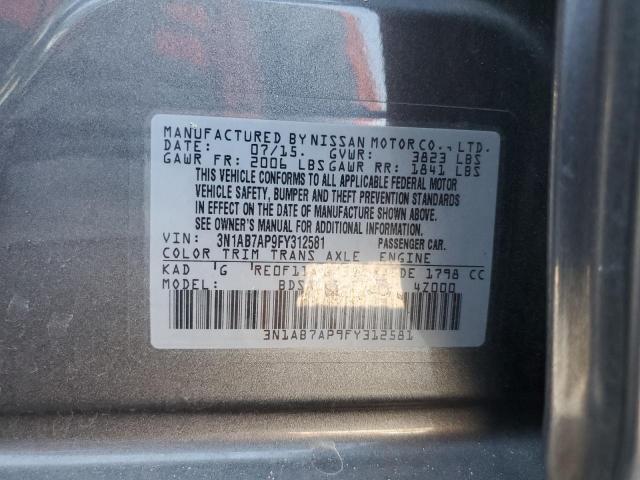 MANUFACTURED BY NISSAN MOTOR CO., LTD.
DATE: 07/15. GVWR: 3823 LBS
GAWR FR: 2006 LBS GAWR RR: 1841 LBS
THIS VEHICLE CONFORMS TO ALL APPLICABLE FEDERAL MOTOR
VEHICLE SAFETY, BUMPER AND THEFT PREVENTION STANDARDS
IN EFFECT ON THE DATE OF MANUFACTURE SHOWN ABOVE.
SEE OWNER'S MANUAL FOR ADDITIONAL INFORMATION.
VIN: 3N1AB7AP9FY312581 PASSENGER CAR.
COLOR TRIM TRANS AXLE ENGINE
KAD G 1798 CC
MODEL:
3N1AB7AP9FY312581